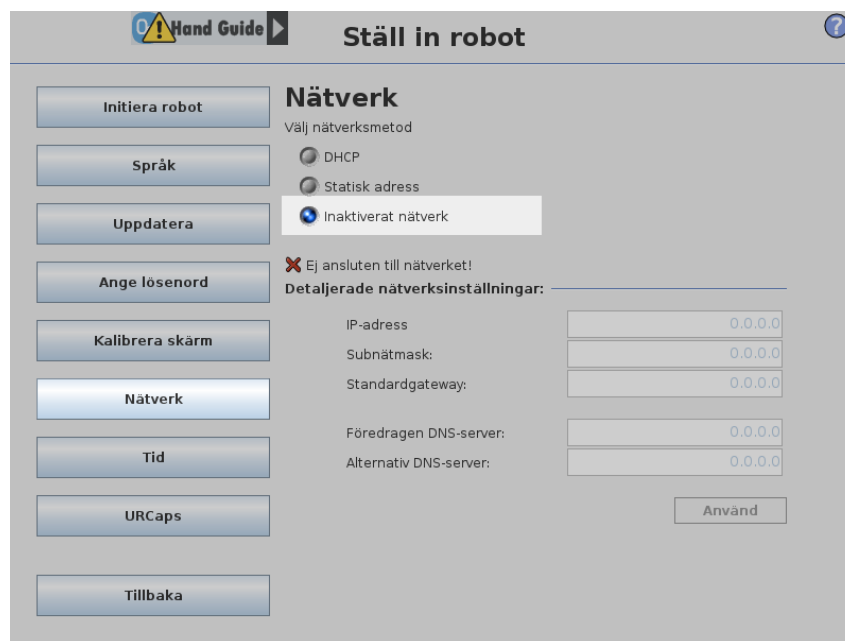 Hand Guide
Ställ in robot
?
Initiera robot
Språk
Uppdatera
Ange lösenord
Kalibrera skärm
Nätverk
Tid
URCaps
Tillbaka
Nätverk
Välj nätverksmetod
DHCP
Statisk adress
Inaktiverat nätverk
Ej ansluten till nätverket!
Detaljerade nätverksinställningar:
IP-adress 0.0.0.0
Subnätmask: 0.0.0.0
Standardgateway: 0.0.0.0
Föredragen DNS-server: 0.0.0.0
Alternativ DNS-server: 0.0.0.0
Använd